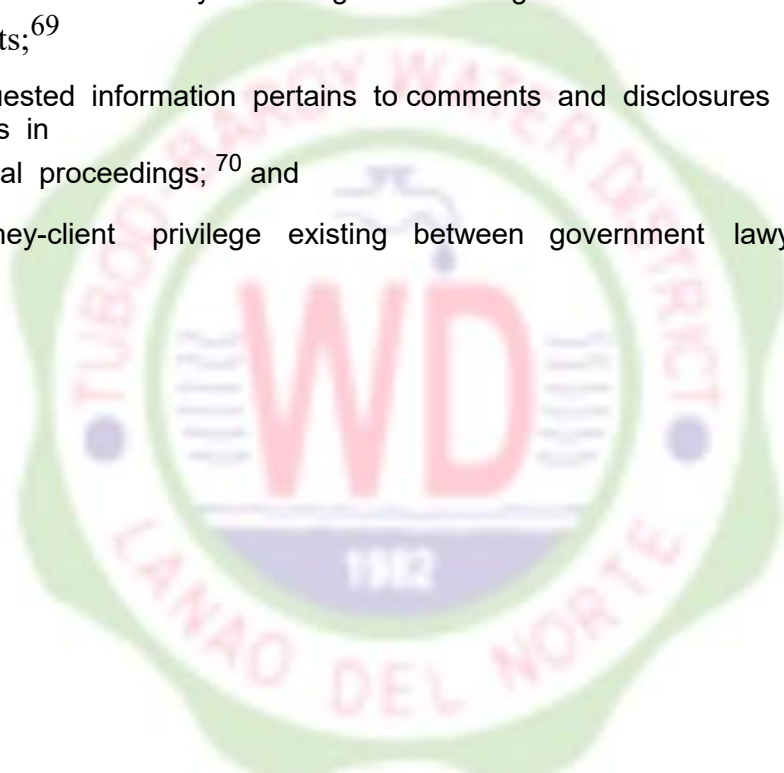 ts;69
uested information pertains to comments and disclosures
s in
al proceedings; 70 and
ney-client privilege existing between government lawy
TUBOD BAROY WATER DISTRICT
WD
1982
LANAO DEL NORTE